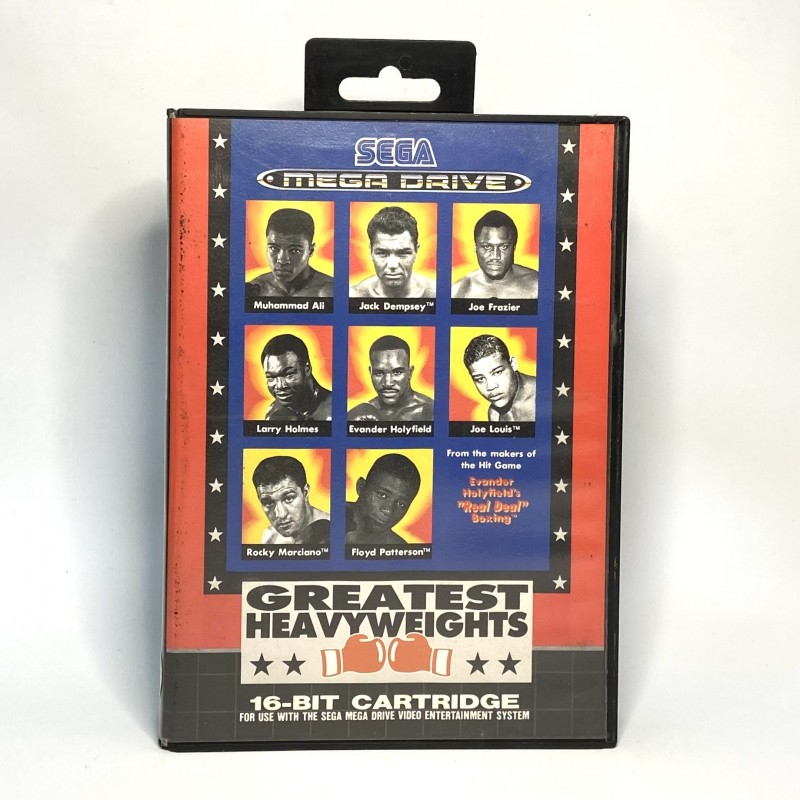 SEGA
MEGA DRIVE
Muhammad Ali
Jack Dempsey™
Joe Frazier
Larry Holmes
Evander Holyfield
Joe Louis™
Rocky Marciano™
Floyd Patterson™
From the makers of
the Hit Game
Evander
Holyfield's
"Real Deal"
Boxing™
GREATEST
HEAVYWEIGHTS
16-BIT CARTRIDGE
FOR USE WITH THE SEGA MEGA DRIVE VIDEO ENTERTAINMENT SYSTEM